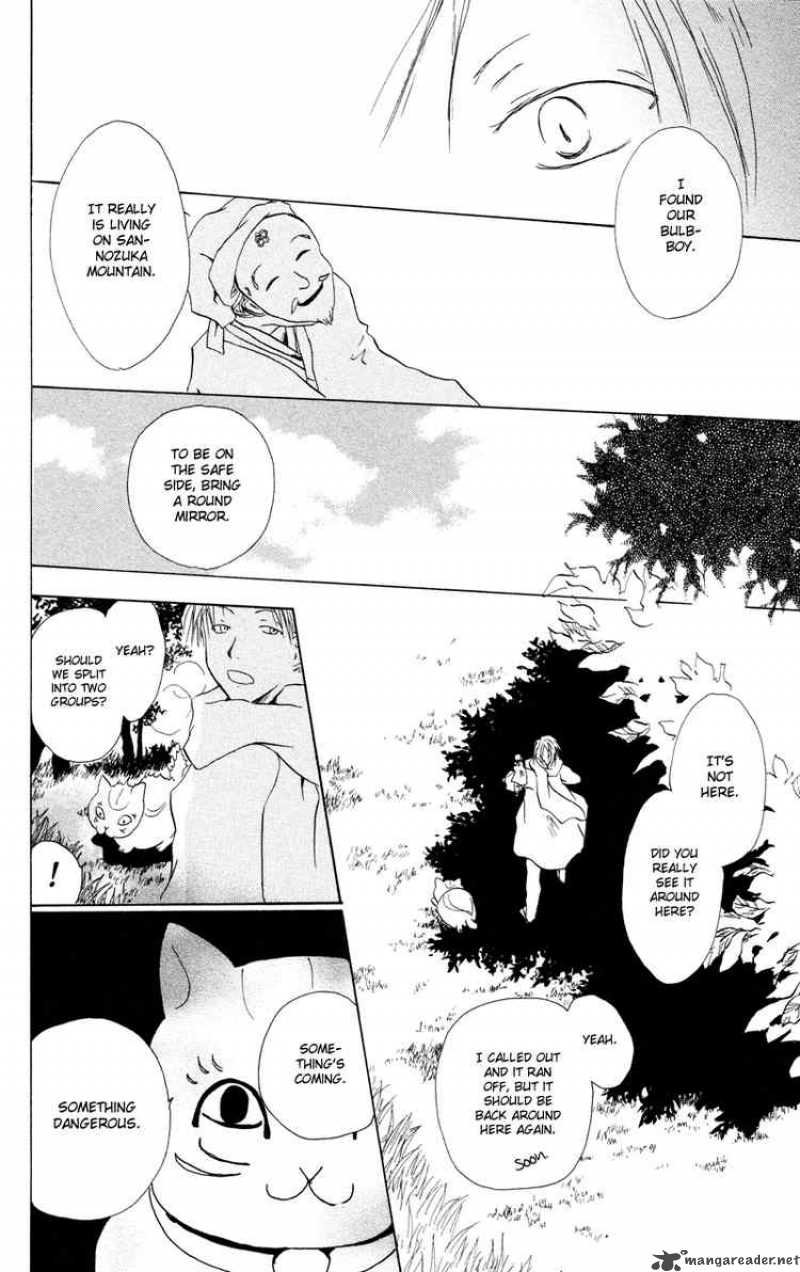 I
FOUND
OUR
BULB-
BOY.
IT REALLY
IS LIVING
ON SAN-
NOZUKA
MOUNTAIN.
TO BE ON
THE SAFE
SIDE, BRING
A ROUND
MIRROR.
IT'S
NOT
HERE.
DID YOU
REALLY
SEE IT
AROUND
HERE?
YEAH.
I CALLED OUT
AND IT RAN
OFF, BUT IT
SHOULD BE
BACK AROUND
HERE AGAIN.
Soon.
YEAH?
SHOULD
WE SPLIT
INTO TWO
GROUPS?
!
SOME-
THING'S
COMING.
SOMETHING
DANGEROUS.
mangareader.net